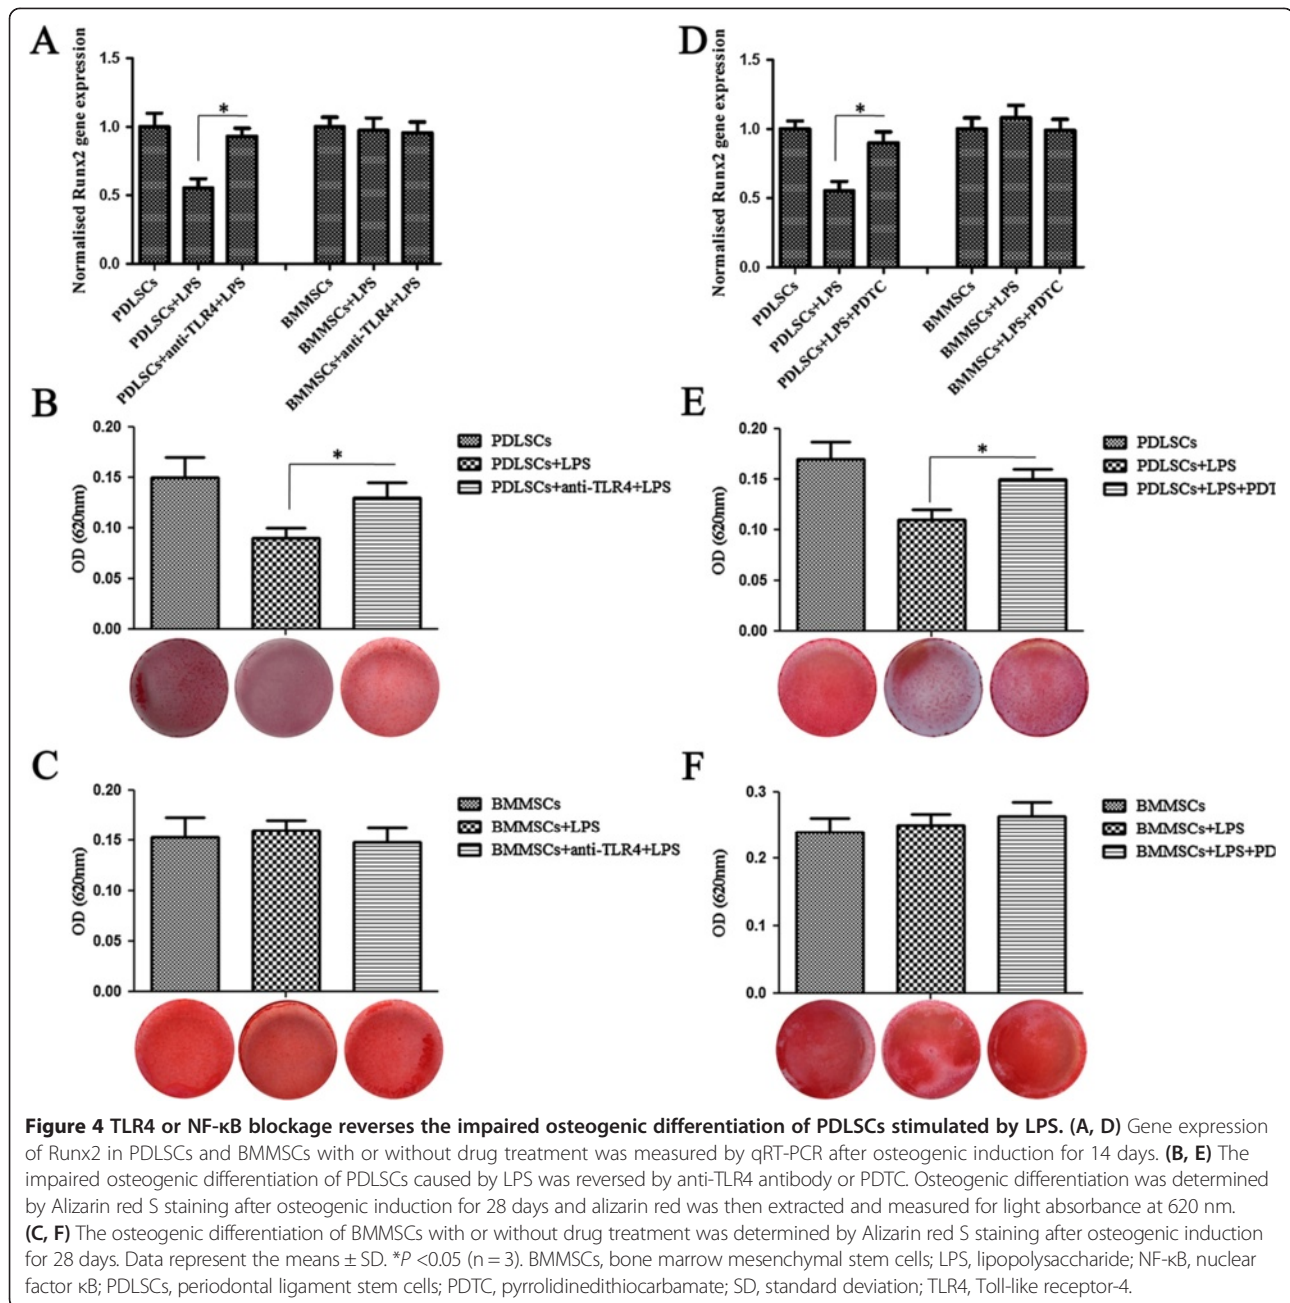 A
Normalised Runx2 gene expression
1.5
1.0
0.5
0.0
*
PDLSCs
PDLSCs+LPS
PDLSCs+anti-TLR4+LPS
BMMSCs
BMMSCs+LPS
BMMSCs+anti-TLR4+LPS
D
Normalised Runx2 gene expression
1.5
1.0
0.5
0.0
*
PDLSCs
PDLSCs+LPS
PDLSCs+LPS+PDTC
BMMSCs
BMMSCs+LPS
BMMSCs+LPS+PDTC
B
OD (620nm)
0.20
0.15
0.10
0.05
0.00
*
PDLSCs
PDLSCs+LPS
PDLSCs+anti-TLR4+LPS
E
OD (620nm)
0.20
0.15
0.10
0.05
0.00
*
PDLSCs
PDLSCs+LPS
PDLSCs+LPS+PDT
C
OD (620nm)
0.20
0.15
0.10
0.05
0.00
BMMSCs
BMMSCs+LPS
BMMSCs+anti-TLR4+LPS
F
OD (620nm)
0.3
0.2
0.1
0.0
BMMSCs
BMMSCs+LPS
BMMSCs+LPS+PD
Figure 4 TLR4 or NF-κB blockage reverses the impaired osteogenic differentiation of PDLSCs stimulated by LPS. (A, D) Gene expression
of Runx2 in PDLSCs and BMMSCs with or without drug treatment was measured by qRT-PCR after osteogenic induction for 14 days. (B, E) The
impaired osteogenic differentiation of PDLSCs caused by LPS was reversed by anti-TLR4 antibody or PDTC. Osteogenic differentiation was determined
by Alizarin red S staining after osteogenic induction for 28 days and alizarin red was then extracted and measured for light absorbance at 620 nm.
(C, F) The osteogenic differentiation of BMMSCs with or without drug treatment was determined by Alizarin red S staining after osteogenic induction
for 28 days. Data represent the means ± SD. *P <0.05 (n = 3). BMMSCs, bone marrow mesenchymal stem cells; LPS, lipopolysaccharide; NF-κB, nuclear
factor κB; PDLSCs, periodontal ligament stem cells; PDTC, pyrrolidinedithiocarbamate; SD, standard deviation; TLR4, Toll-like receptor-4.